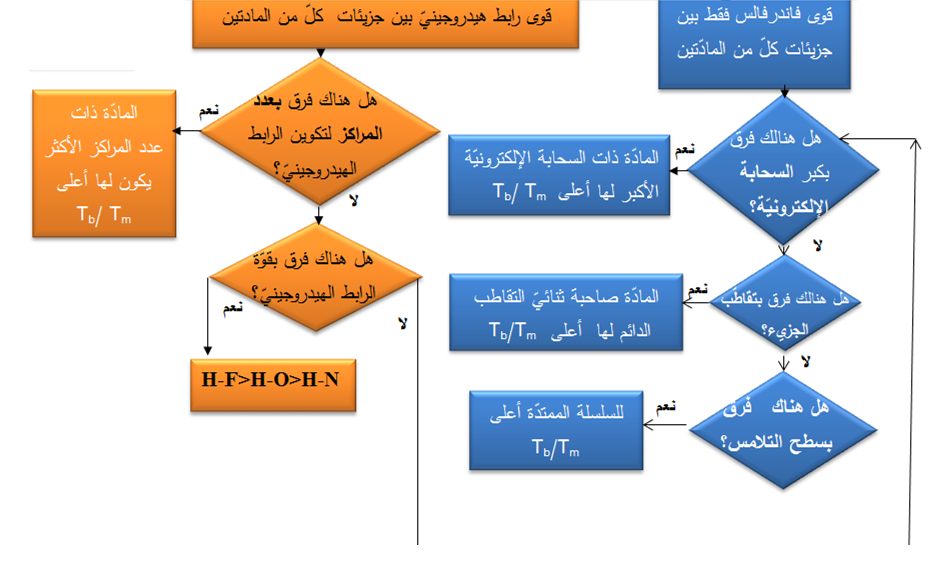 قوى رابط هيدروجينيّ بين جزيئات كلّ من المادتين
هل هناك فرق بعدد
المراكز لتكوين الرابط
الهيدروجينيّ؟
نعم
المادّة ذات
عدد المراكز الأكثر
يكون لها أعلى
Tb/ Tm
لا
هل هناك فرق بقوّة
الرابط الهيدروجينيّ؟
نعم
لا
H-F>H-O>H-N
قوى فاندرفالس فقط بين
جزيئات كلّ من المادّتين
هل هنالك فرق
بكبر السحابة
الإلكترونيّة؟
نعم
المادّة ذات السحابة الإلكترونيّة
الأكبر لها أعلى Tb/ Tm
لا
هل هنالك فرق بتقاطُب
الجزيء؟
نعم
المادّة صاحبة ثنائيّ التقاطب
الدائم لها أعلى Tb/Tm
لا
هل هناك فرق
بسطح التلامس؟
نعم
للسلسلة الممتدّة أعلى
Tb/Tm